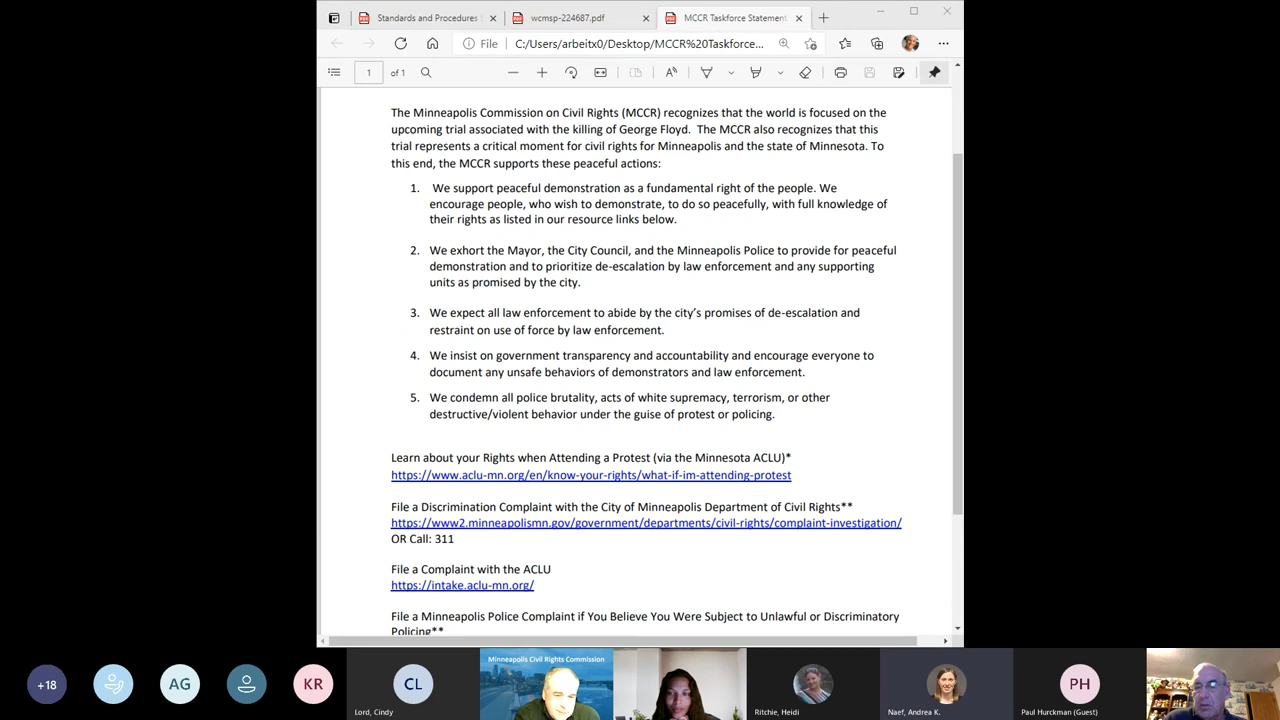 Standards and Procedures
wcmsp-224687.pdf
MCCR Taskforce Statement
File
C:/Users/arbeitx0/Desktop/MCCR%20Taskforce...
1 of 1
The Minneapolis Commission on Civil Rights (MCCR) recognizes that the world is focused on the
upcoming trial associated with the killing of George Floyd. The MCCR also recognizes that this
trial represents a critical moment for civil rights for Minneapolis and the state of Minnesota. To
this end, the MCCR supports these peaceful actions:
1. We support peaceful demonstration as a fundamental right of the people. We
encourage people, who wish to demonstrate, to do so peacefully, with full knowledge of
their rights as listed in our resource links below.
2. We exhort the Mayor, the City Council, and the Minneapolis Police to provide for peaceful
demonstration and to prioritize de-escalation by law enforcement and any supporting
units as promised by the city.
3. We expect all law enforcement to abide by the city's promises of de-escalation and
restraint on use of force by law enforcement.
4. We insist on government transparency and accountability and encourage everyone to
document any unsafe behaviors of demonstrators and law enforcement.
5. We condemn all police brutality, acts of white supremacy, terrorism, or other
destructive/violent behavior under the guise of protest or policing.
Learn about your Rights when Attending a Protest (via the Minnesota ACLU)*
https://www.aclu-mn.org/en/know-your-rights/what-if-im-attending-protest
File a Discrimination Complaint with the City of Minneapolis Department of Civil Rights**
https://www2.minneapolismn.gov/government/departments/civil-rights/complaint-investigation/
OR Call: 311
File a Complaint with the ACLU
https://intake.aclu-mn.org/
File a Minneapolis Police Complaint if You Believe You Were Subject to Unlawful or Discriminatory
Policing**
+18
AG
KR
CL
Lord, Cindy
Minneapolis Civil Rights Commission
Ritchie, Heidi
Naef, Andrea K.
PH
Paul Hurckman (Guest)